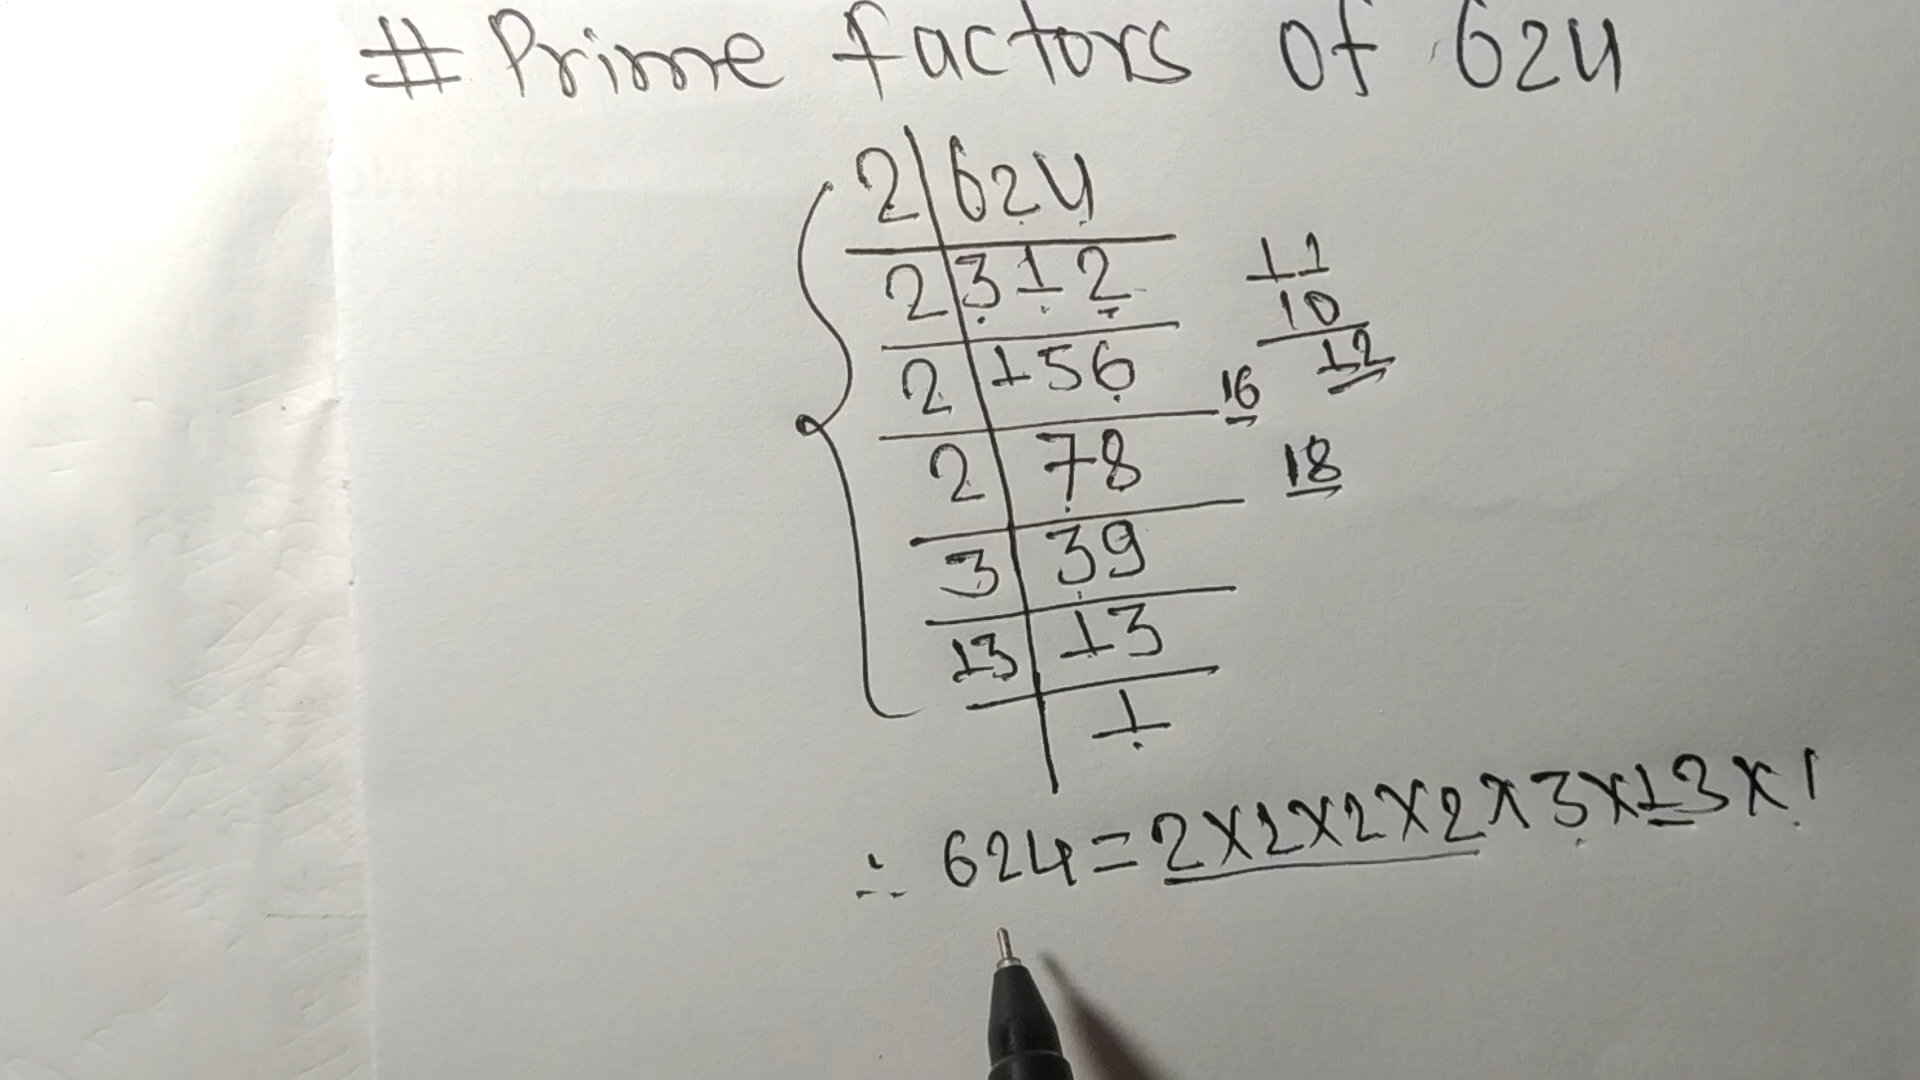 # Prime factors of 624
2 | 624
2 | 312
2 | 156
2 | 78
3 | 39
13 | 13
1
11
10
12
16
18
∴ 624 = 2×2×2×2×3×13×1